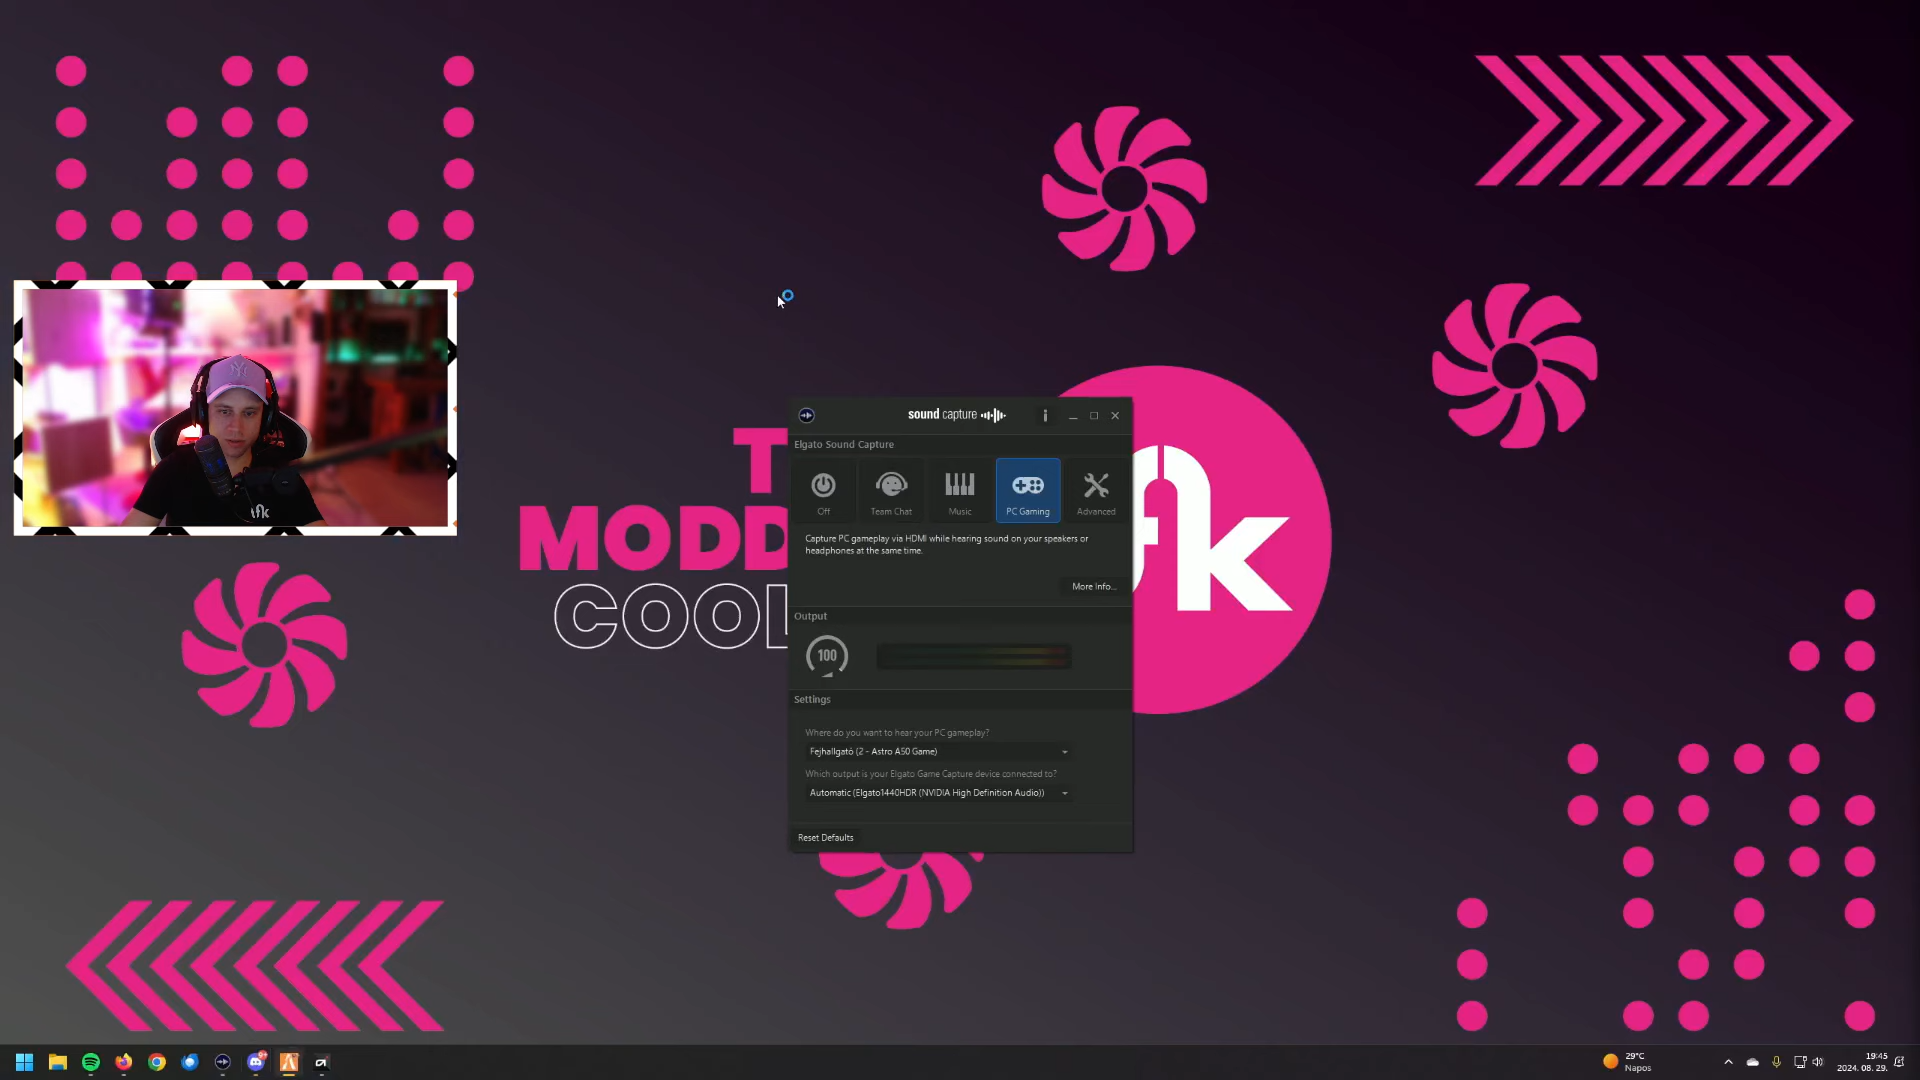 sound capture
Elgato Sound Capture
Off
Team Chat
Music
PC Gaming
Advanced
Capture PC gameplay via HDMI while hearing sound on your speakers or
headphones at the same time.
More Info...
Output
100
Settings
Where do you want to hear your PC gameplay?
Fejhallgató (2 - Astro A50 Game)
Which output is your Elgato Game Capture device connected to?
Automatic (Elgato1440HDR (NVIDIA High Definition Audio))
Reset Defaults
T
MODD
COOL
fk
afk
29°C
Napos
19:45
2024. 08. 29.